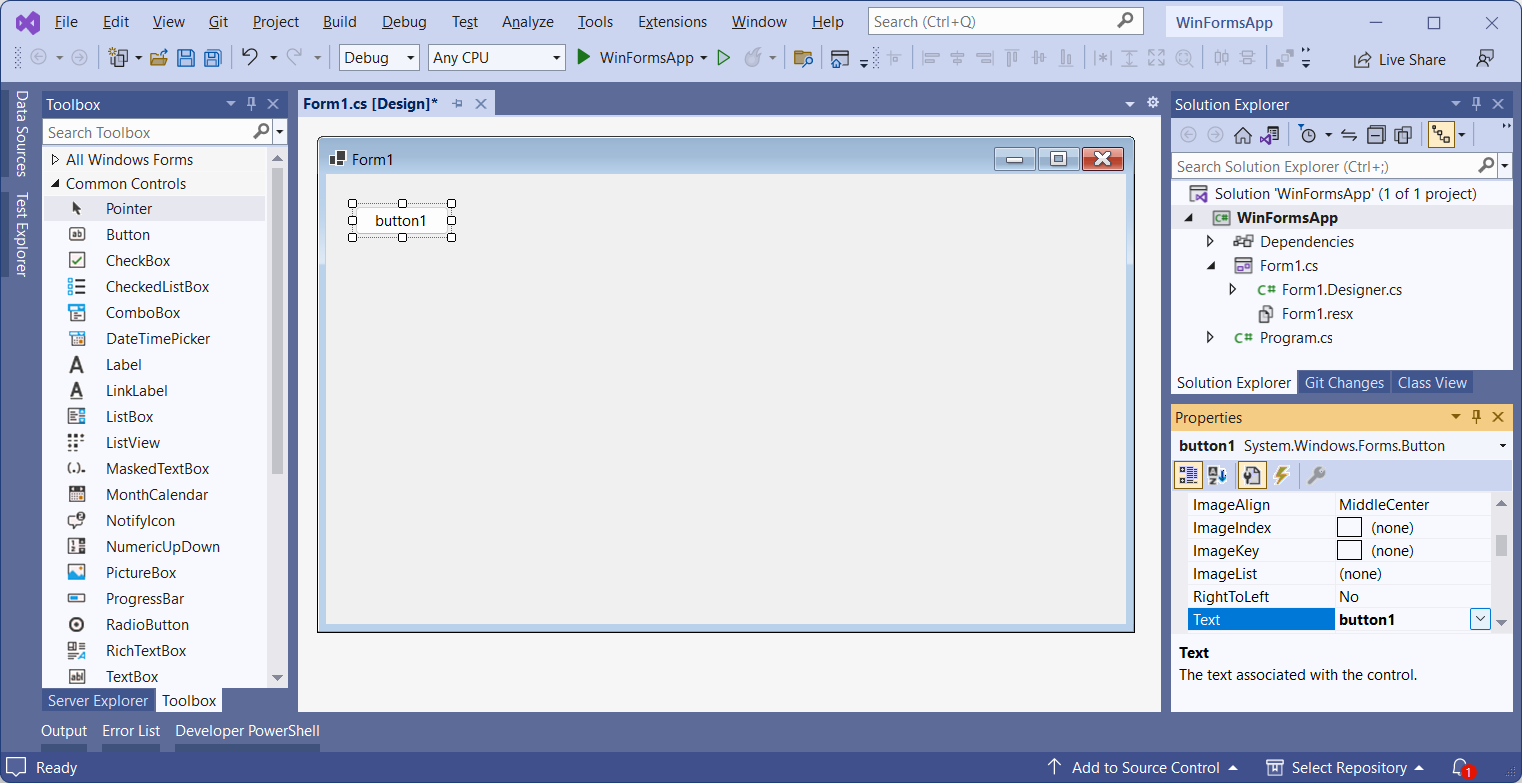 File Edit View Git Project Build Debug Test Analyze Tools Extensions Window Help Search (Ctrl+Q) WinFormsApp
Debug Any CPU WinFormsApp Live Share
Data Sources
Test Explorer
Toolbox
Search Toolbox
All Windows Forms
Common Controls
Pointer
Button
CheckBox
CheckedListBox
ComboBox
DateTimePicker
Label
LinkLabel
ListBox
ListView
MaskedTextBox
MonthCalendar
NotifyIcon
NumericUpDown
PictureBox
ProgressBar
RadioButton
RichTextBox
TextBox
Server Explorer Toolbox
Form1.cs [Design]*
Form1
button1
Solution Explorer
Search Solution Explorer (Ctrl+;)
Solution 'WinFormsApp' (1 of 1 project)
WinFormsApp
Dependencies
Form1.cs
C# Form1.Designer.cs
Form1.resx
C# Program.cs
Solution Explorer Git Changes Class View
Properties
button1 System.Windows.Forms.Button
ImageAlign MiddleCenter
ImageIndex (none)
ImageKey (none)
ImageList (none)
RightToLeft No
Text button1
Text
The text associated with the control.
Output Error List Developer PowerShell
Ready Add to Source Control Select Repository 1